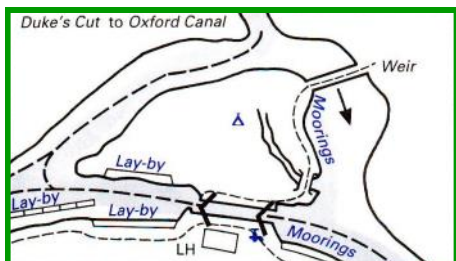 Duke's Cut to Oxford Canal
Weir
Moorings
Lay-by
Lay-by
Lay-by
Moorings
LH